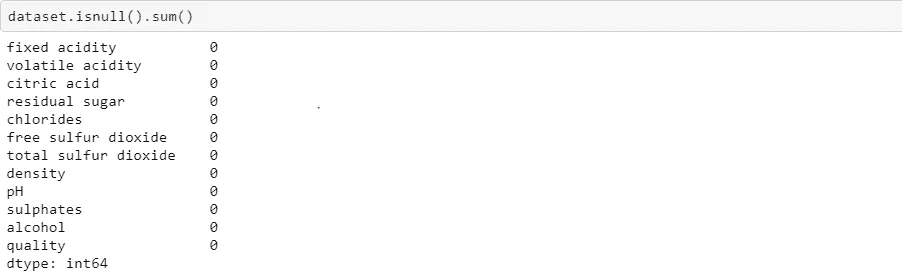 dataset.isnull().sum()
fixed acidity 0
volatile acidity 0
citric acid 0
residual sugar 0
chlorides 0
free sulfur dioxide 0
total sulfur dioxide 0
density 0
pH 0
sulphates 0
alcohol 0
quality 0
dtype: int64